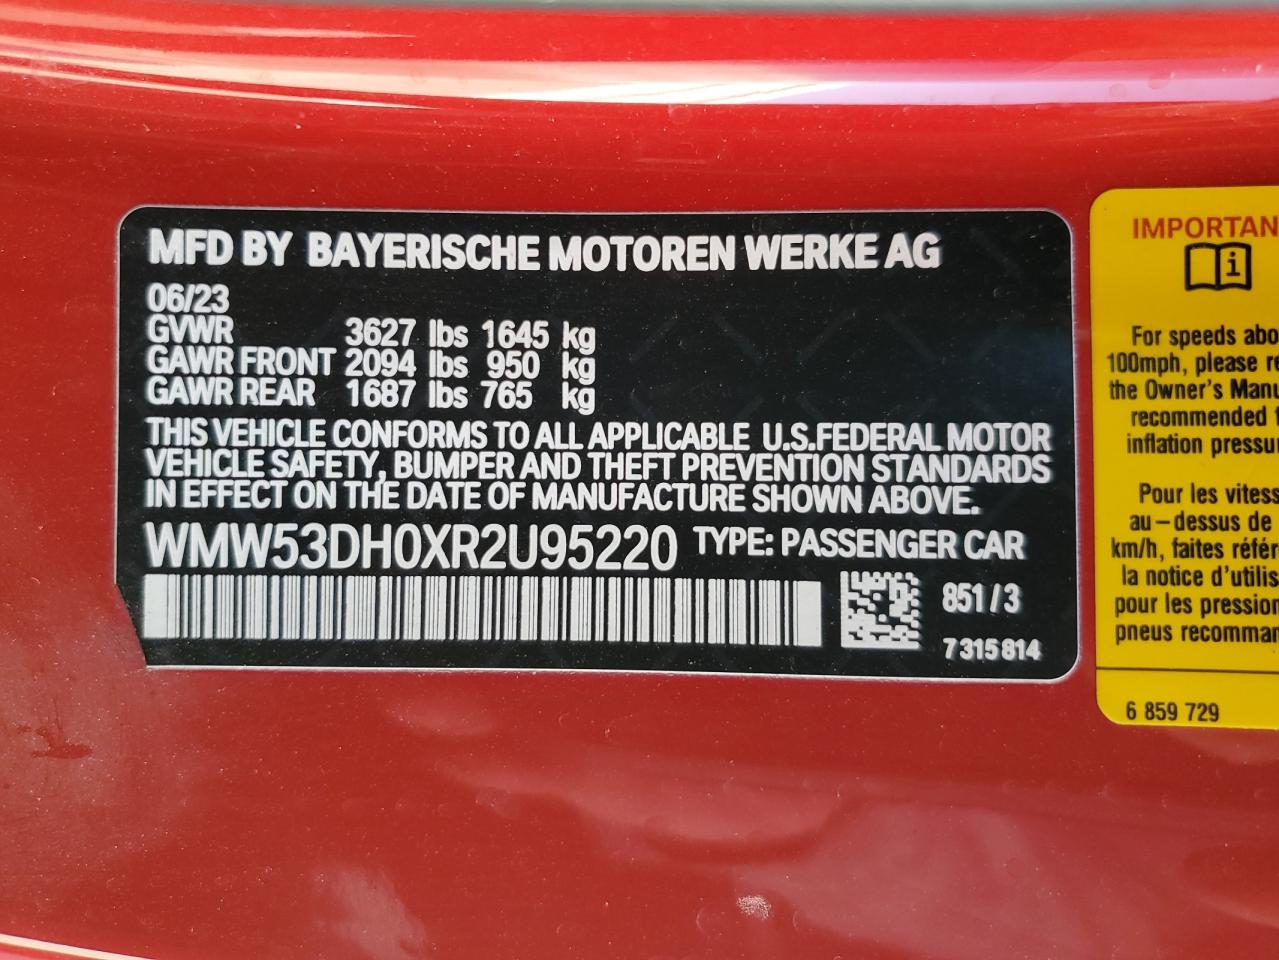 MFD BY BAYERISCHE MOTOREN WERKE AG
06/23
GVWR 3627 lbs 1645 kg
GAWR FRONT 2094 lbs 950 kg
GAWR REAR 1687 lbs 765 kg
THIS VEHICLE CONFORMS TO ALL APPLICABLE U.S.FEDERAL MOTOR
VEHICLE SAFETY, BUMPER AND THEFT PREVENTION STANDARDS
IN EFFECT ON THE DATE OF MANUFACTURE SHOWN ABOVE.
WMW53DH0XR2U95220 TYPE: PASSENGER CAR
851/3
7315814
IMPORTAN
i
For speeds abo
100mph, please re
the Owner's Manu
recommended
inflation pressu
Pour les vitess
au-dessus de
km/h, faites référ
la notice d'utilis
pour les pression
pneus recomman
6 859 729